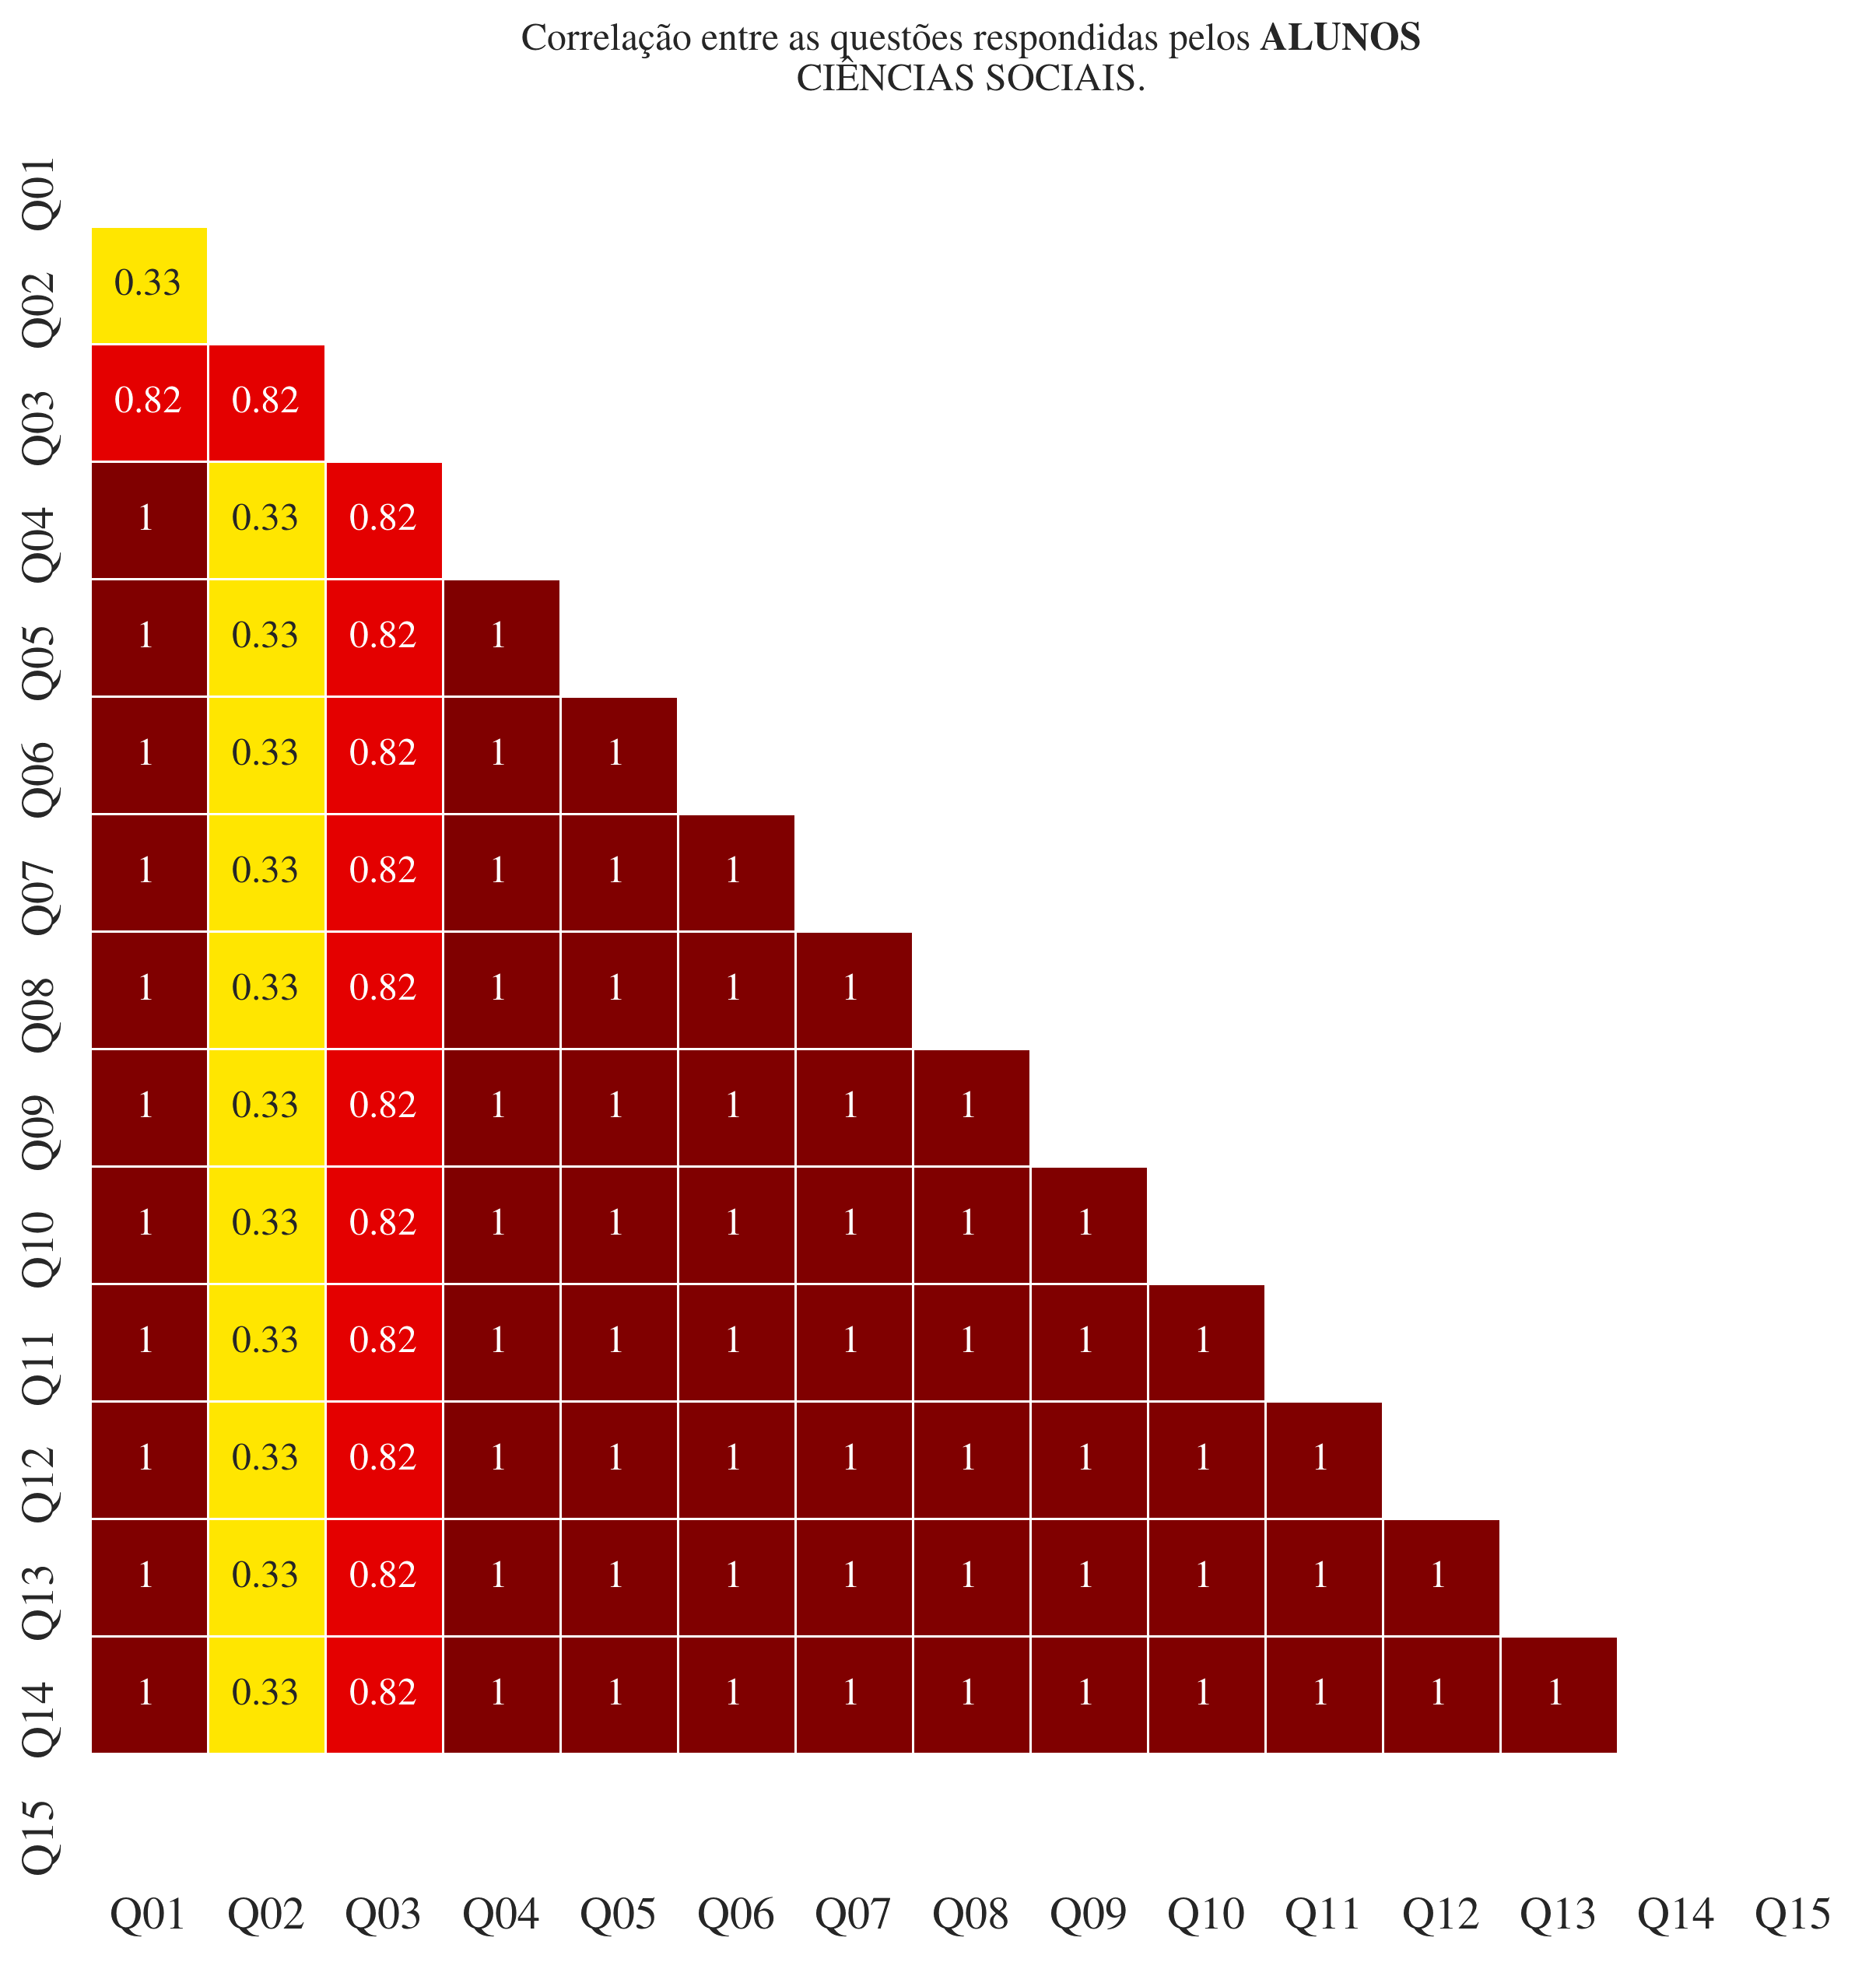 Correlação entre as questões respondidas pelos ALUNOS
CIÊNCIAS SOCIAIS.
Q01
Q02 0.33
Q03 0.82 0.82
Q04 1 0.33 0.82
Q05 1 0.33 0.82 1
Q06 1 0.33 0.82 1 1
Q07 1 0.33 0.82 1 1 1
Q08 1 0.33 0.82 1 1 1 1
Q09 1 0.33 0.82 1 1 1 1 1
Q10 1 0.33 0.82 1 1 1 1 1 1
Q11 1 0.33 0.82 1 1 1 1 1 1 1
Q12 1 0.33 0.82 1 1 1 1 1 1 1 1
Q13 1 0.33 0.82 1 1 1 1 1 1 1 1 1
Q14 1 0.33 0.82 1 1 1 1 1 1 1 1 1 1
Q15
Q01 Q02 Q03 Q04 Q05 Q06 Q07 Q08 Q09 Q10 Q11 Q12 Q13 Q14 Q15